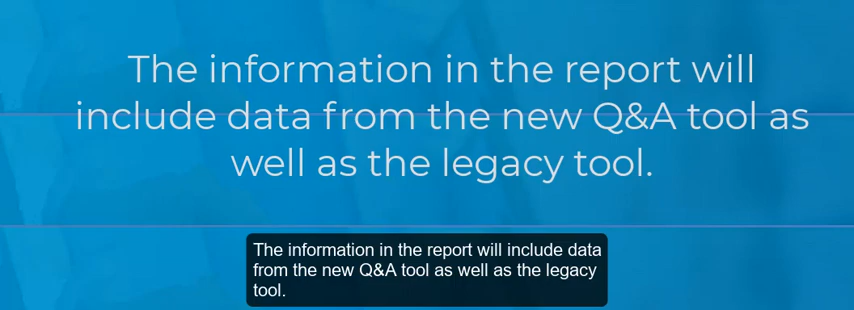 The information in the report will
include data from the new Q&A tool as
well as the legacy tool.
The information in the report will include data
from the new Q&A tool as well as the legacy
tool.